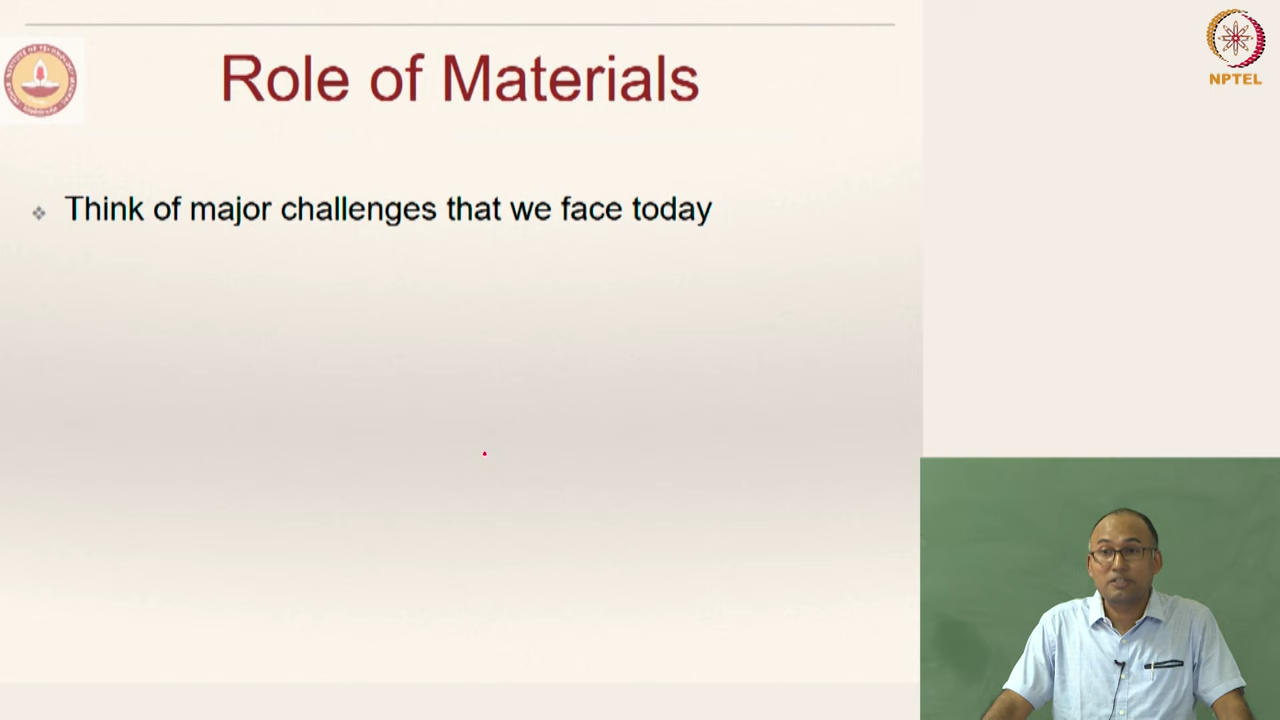 Role of Materials
NPTEL
Think of major challenges that we face today